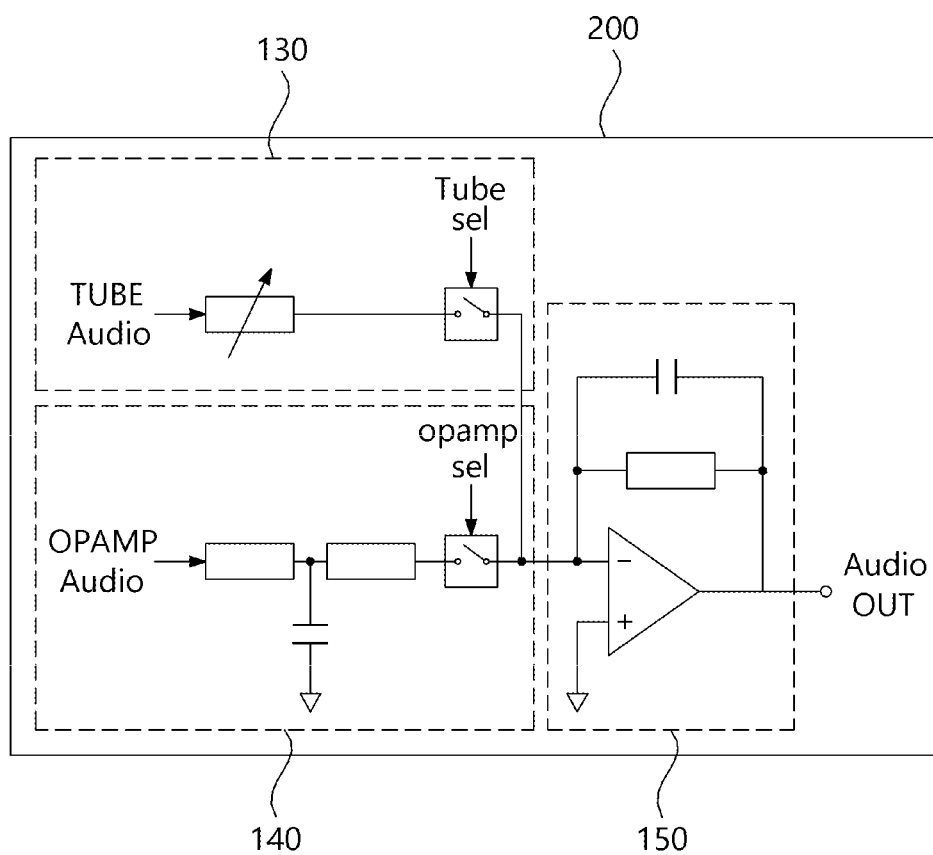 200
130
Tube
sel
TUBE
Audio
opamp
sel
OPAMP
Audio
−
+
Audio
OUT
140
150